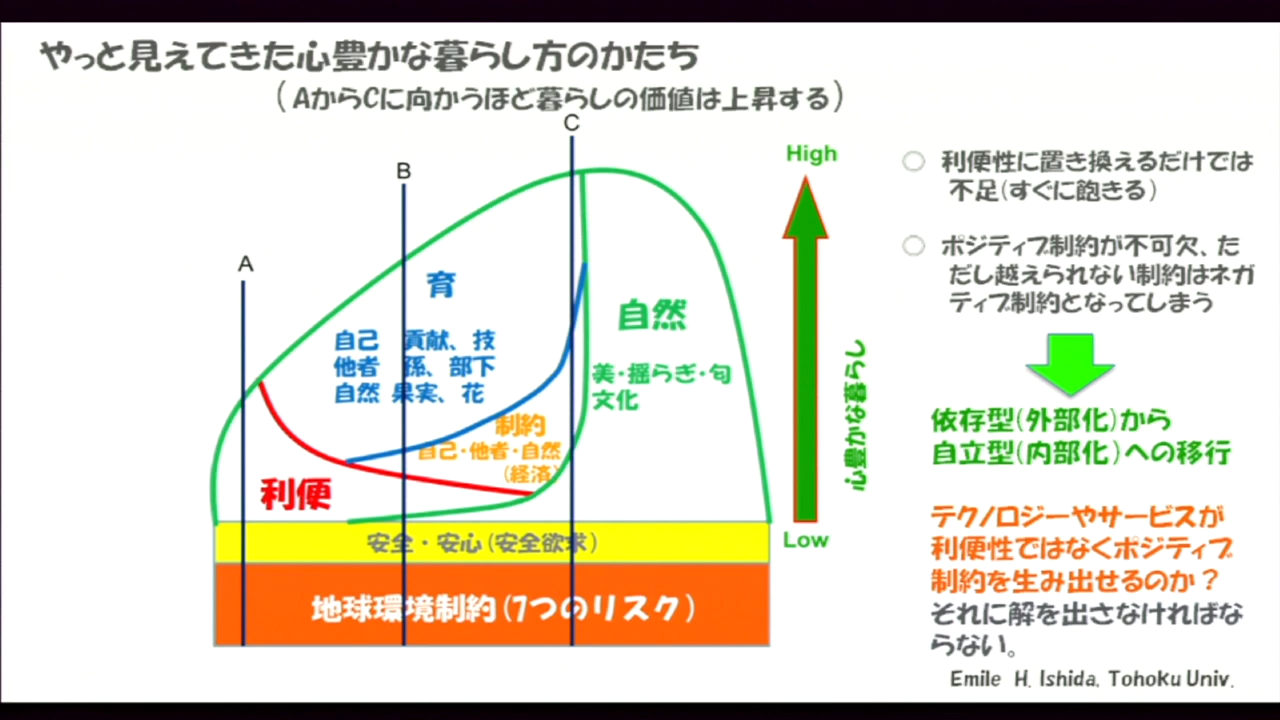 やっと見えてきた心豊かな暮らし方のかたち
(AからCに向かうほど暮らしの価値は上昇する)
C
B
A
育
自己 貢献、技
他者 孫、部下
自然 果実、花
制約
自己・他者・自然
(経済)
利便
自然
美・揺らぎ・匂
文化
安全・安心(安全欲求)
地球環境制約(7つのリスク)
High
心豊かな暮らし
Low
○ 利便性に置き換えるだけでは
不足(すぐに飽きる)
○ ポジティブ制約が不可欠、た
だし越えられない制約はネガ
ティブ制約となってしまう
依存型(外部化)から
自立型(内部化)への移行
テクノロジーやサービスが
利便性ではなくポジティブ
制約を生み出せるのか?
それに解を出さなければな
らない。
Emile H. Ishida, Tohoku Univ.